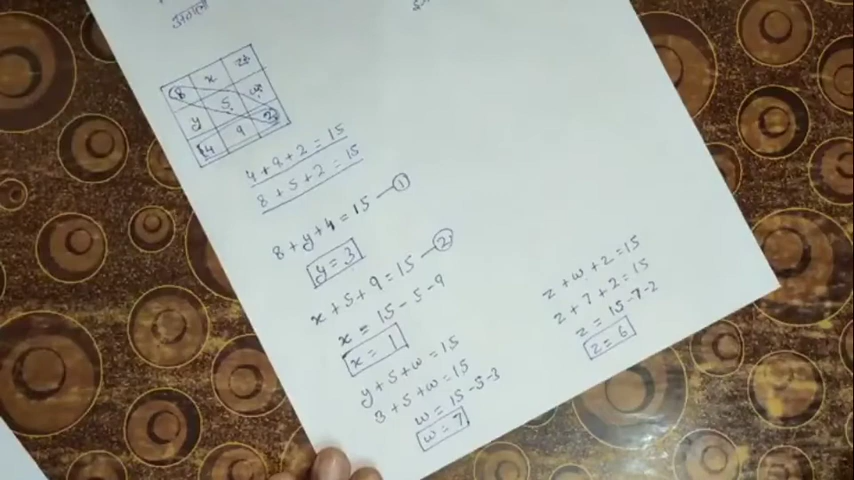 8 x z
y 5 w
4 9 2
4 + 9 + 2 = 15
8 + 5 + 2 = 15
8 + y + 4 = 15 — ①
y = 3
x + 5 + 9 = 15 — ②
x = 15 - 5 - 9
x = 1
y + 5 + w = 15
3 + 5 + w = 15
w = 15 - 5 - 3
w = 7
z + w + 2 = 15
z + 7 + 2 = 15
z = 15 - 7 - 2
z = 6